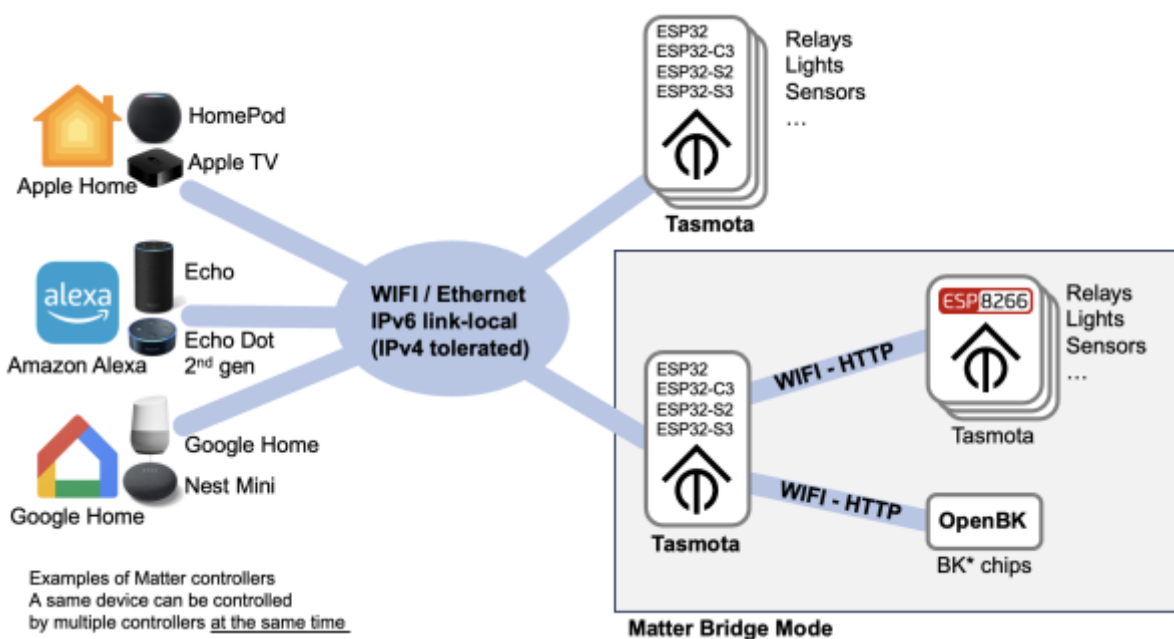 HomePod
Apple TV
Apple Home
alexa
Echo
Echo Dot
2nd gen
Amazon Alexa
Google Home
Nest Mini
Google Home
Examples of Matter controllers
A same device can be controlled
by multiple controllers at the same time
WIFI / Ethernet
IPv6 link-local
(IPv4 tolerated)
ESP32
ESP32-C3
ESP32-S2
ESP32-S3
Tasmota
Relays
Lights
Sensors
...
ESP32
ESP32-C3
ESP32-S2
ESP32-S3
Tasmota
WIFI - HTTP
WIFI - HTTP
ESP8266
Tasmota
Relays
Lights
Sensors
...
OpenBK
BK* chips
Matter Bridge Mode